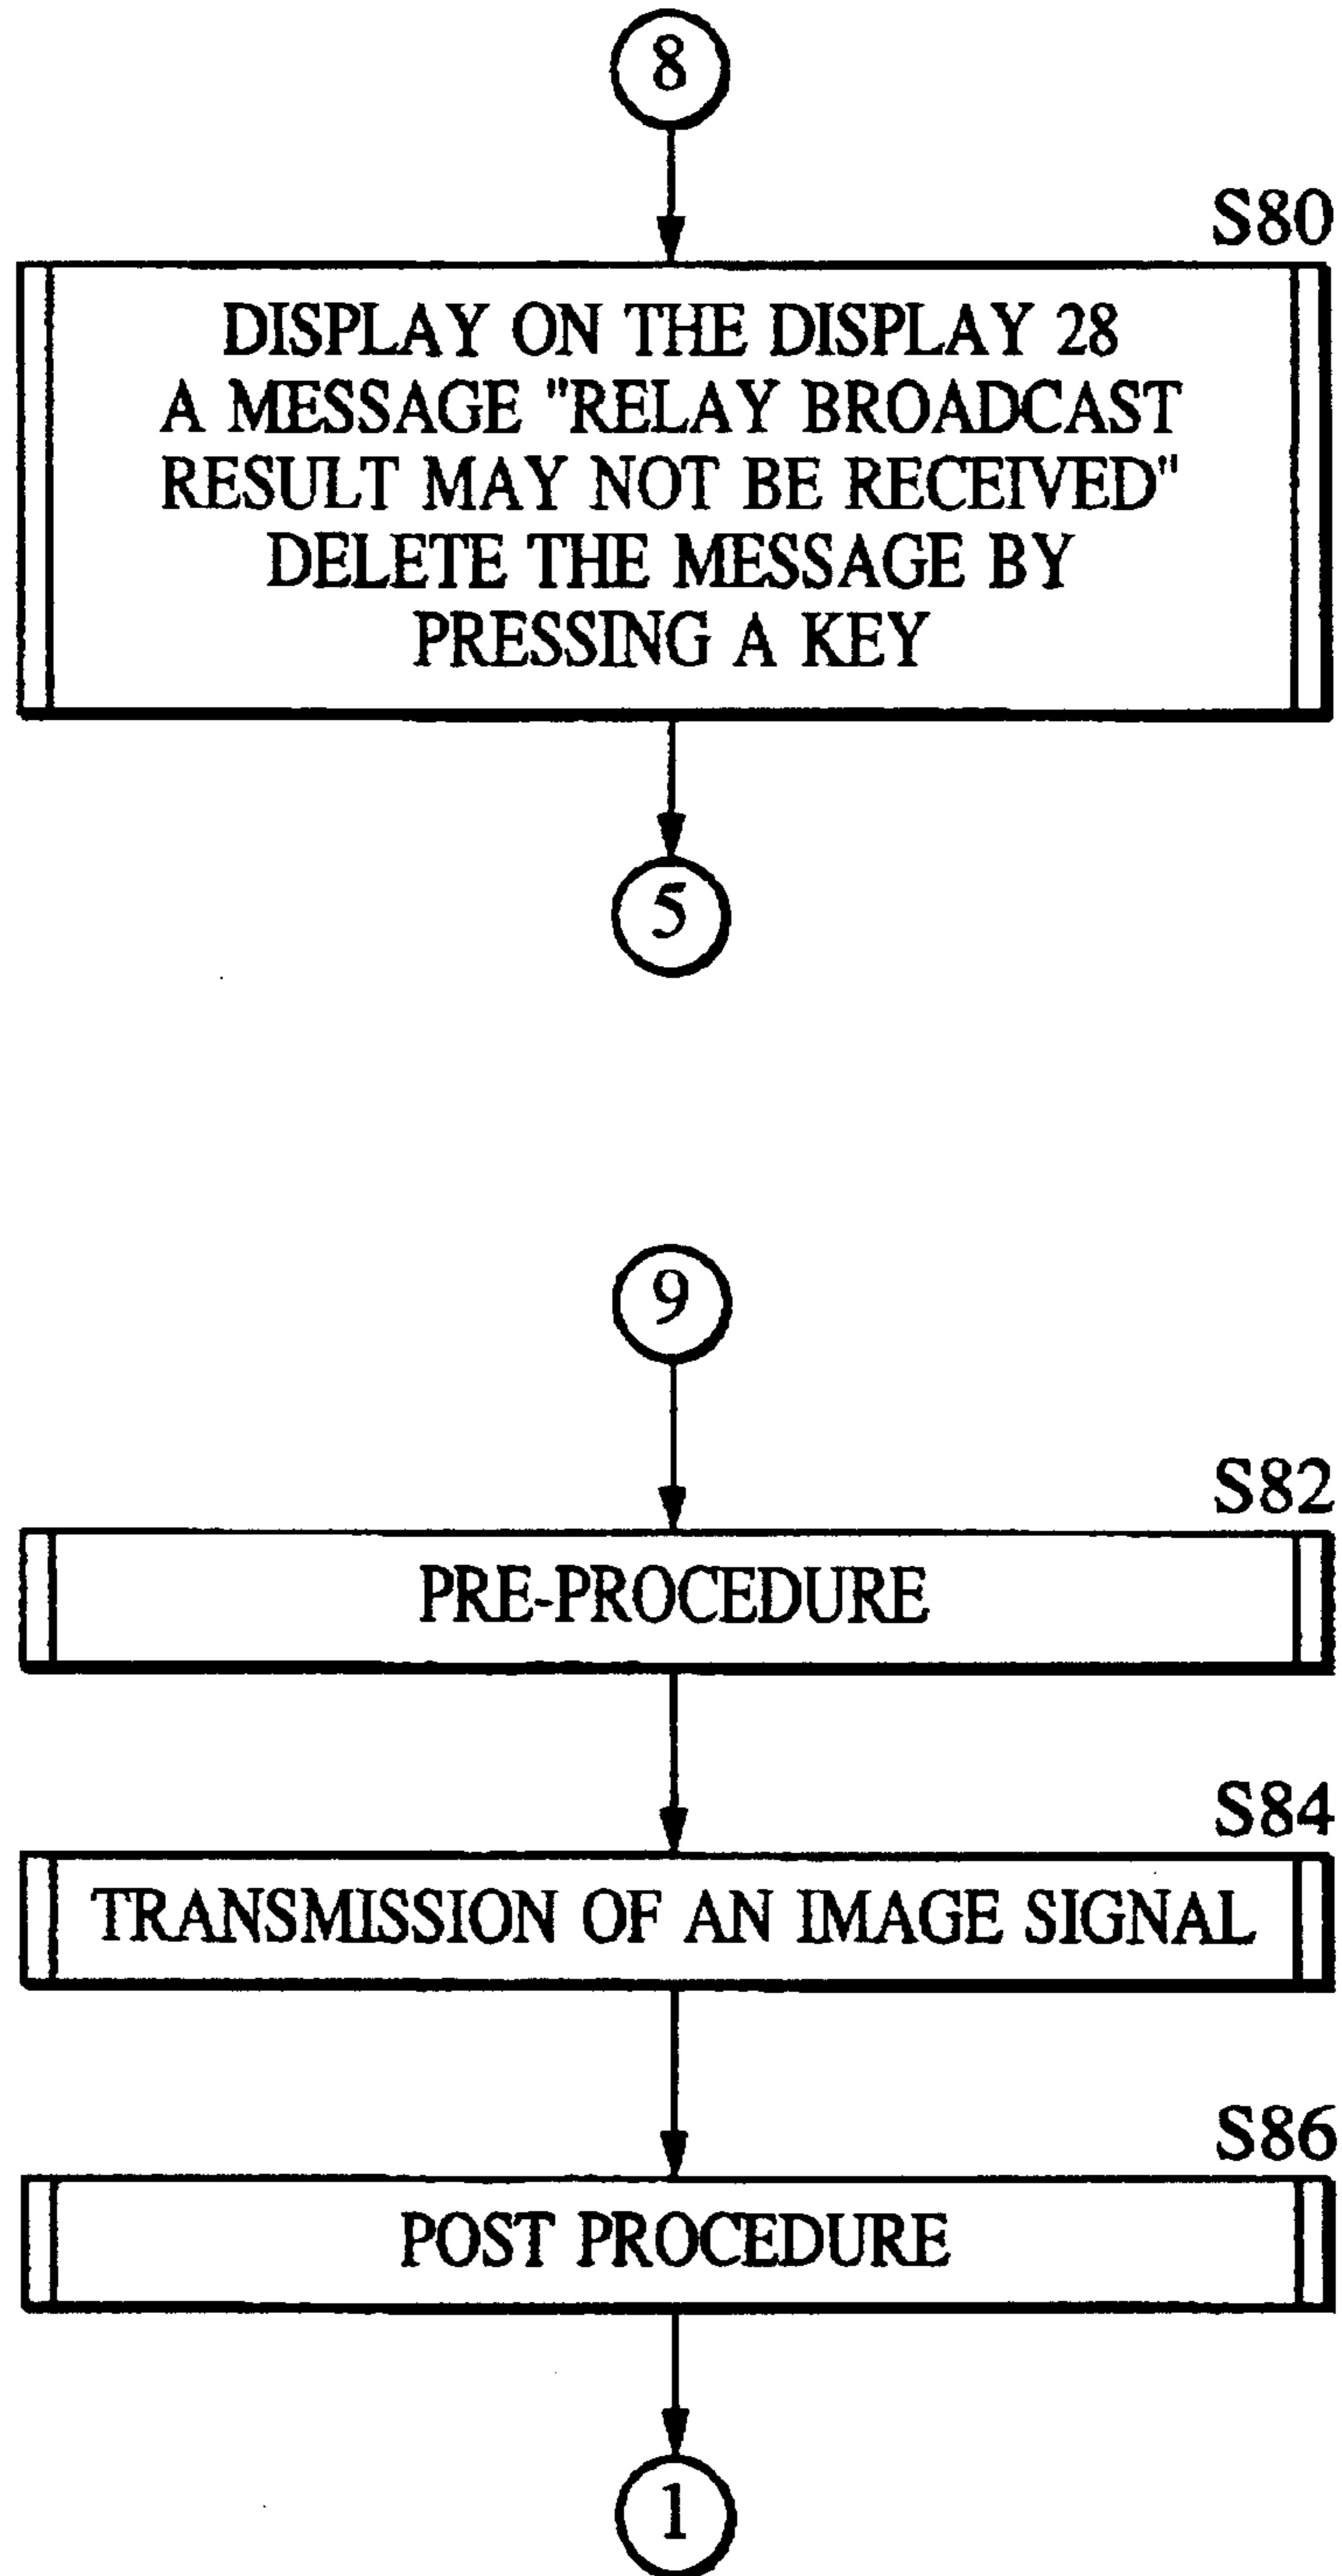 8
S80
DISPLAY ON THE DISPLAY 28
A MESSAGE "RELAY BROADCAST
RESULT MAY NOT BE RECEIVED"
DELETE THE MESSAGE BY
PRESSING A KEY
5
9
S82
PRE-PROCEDURE
S84
TRANSMISSION OF AN IMAGE SIGNAL
S86
POST PROCEDURE
1